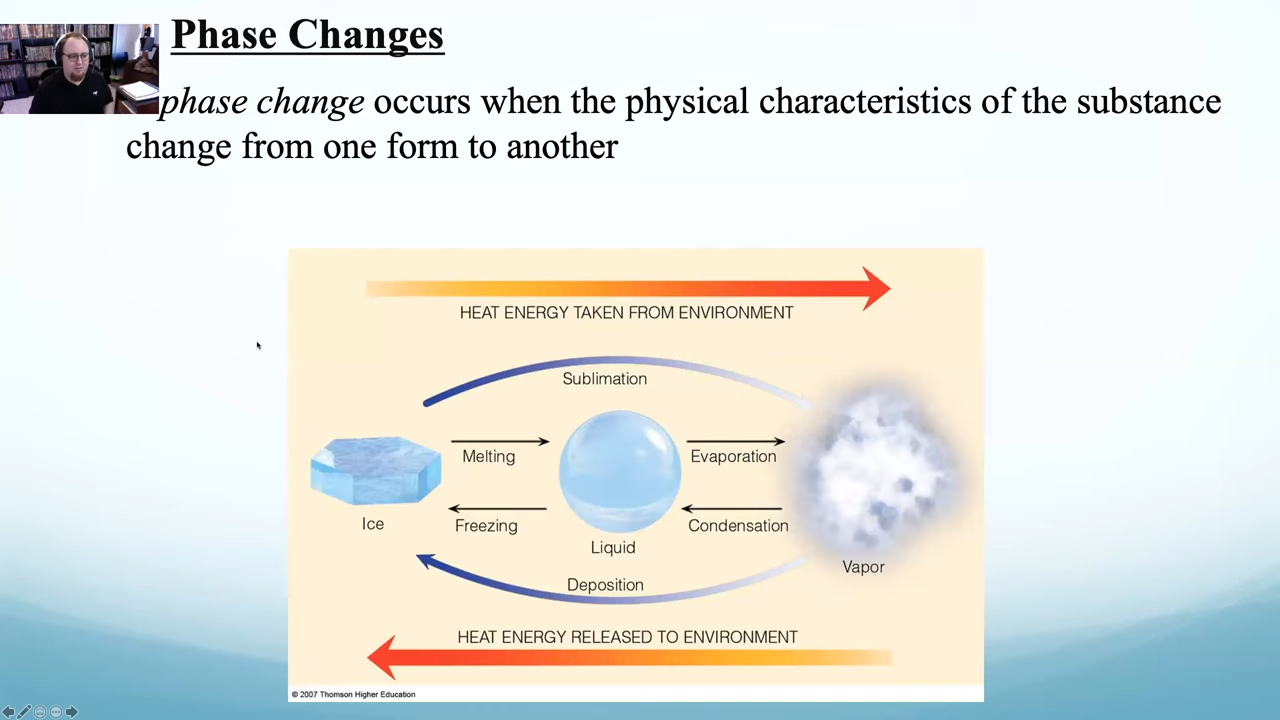 Phase Changes
phase change occurs when the physical characteristics of the substance
change from one form to another
HEAT ENERGY TAKEN FROM ENVIRONMENT
Sublimation
Melting
Evaporation
Ice
Freezing
Condensation
Liquid
Vapor
Deposition
HEAT ENERGY RELEASED TO ENVIRONMENT
© 2007 Thomson Higher Education